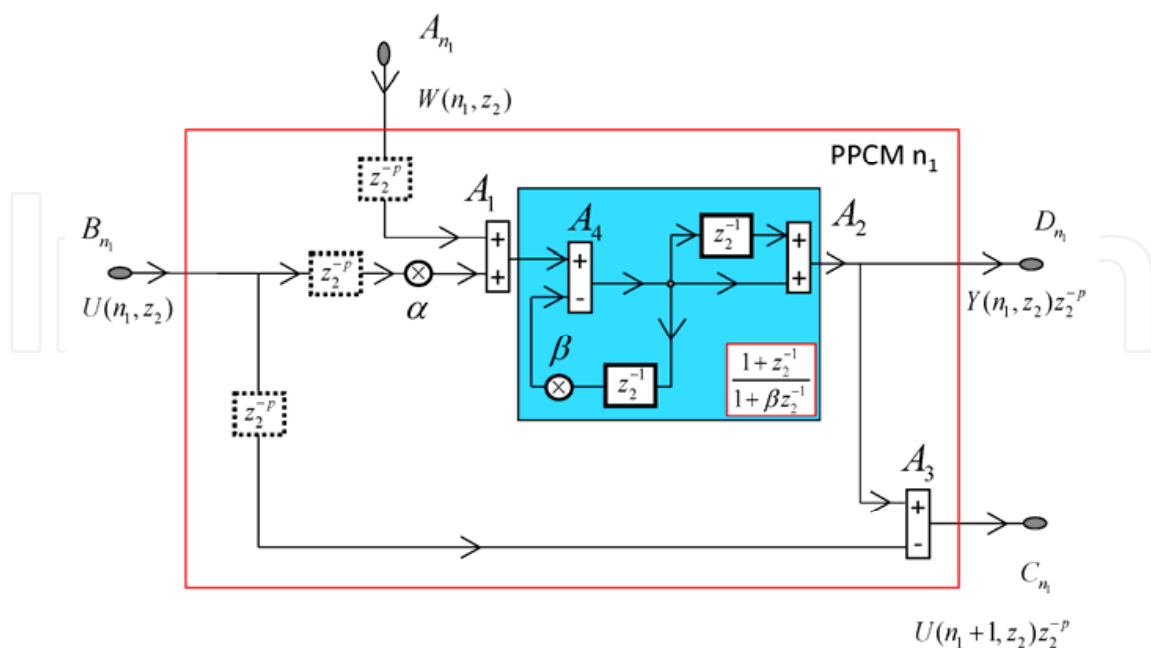 A_{n_1}
W(n_1, z_2)
PPCM n_1
z_2^{-p}
A_1
A_4
z_2^{-1}
A_2
B_{n_1}
D_{n_1}
+
+
+
-
+
+
z_2^{-p}
×
α
U(n_1, z_2)
Y(n_1, z_2)z_2^{-p}
β
×
z_2^{-1}
\frac{1+z_2^{-1}}{1+βz_2^{-1}}
z_2^{-p}
A_3
+
-
C_{n_1}
U(n_1+1, z_2)z_2^{-p}